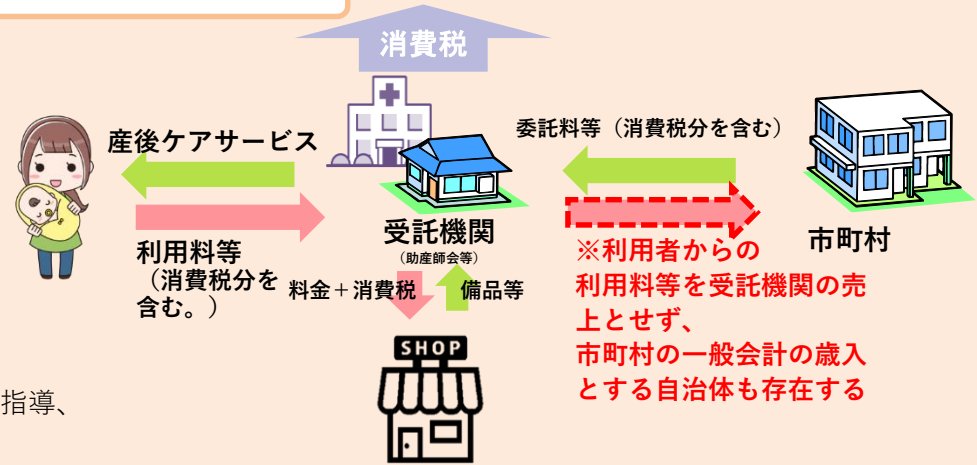 消費税
産後ケアサービス
委託料等（消費税分を含む）
利用料等
（消費税分を
含む。）
受託機関
（助産師会等）
市町村
料金＋消費税
備品等
※利用者からの
利用料等を受託機関の売
上とせず、
市町村の一般会計の歳入
とする自治体も存在する
SHOP
指導、